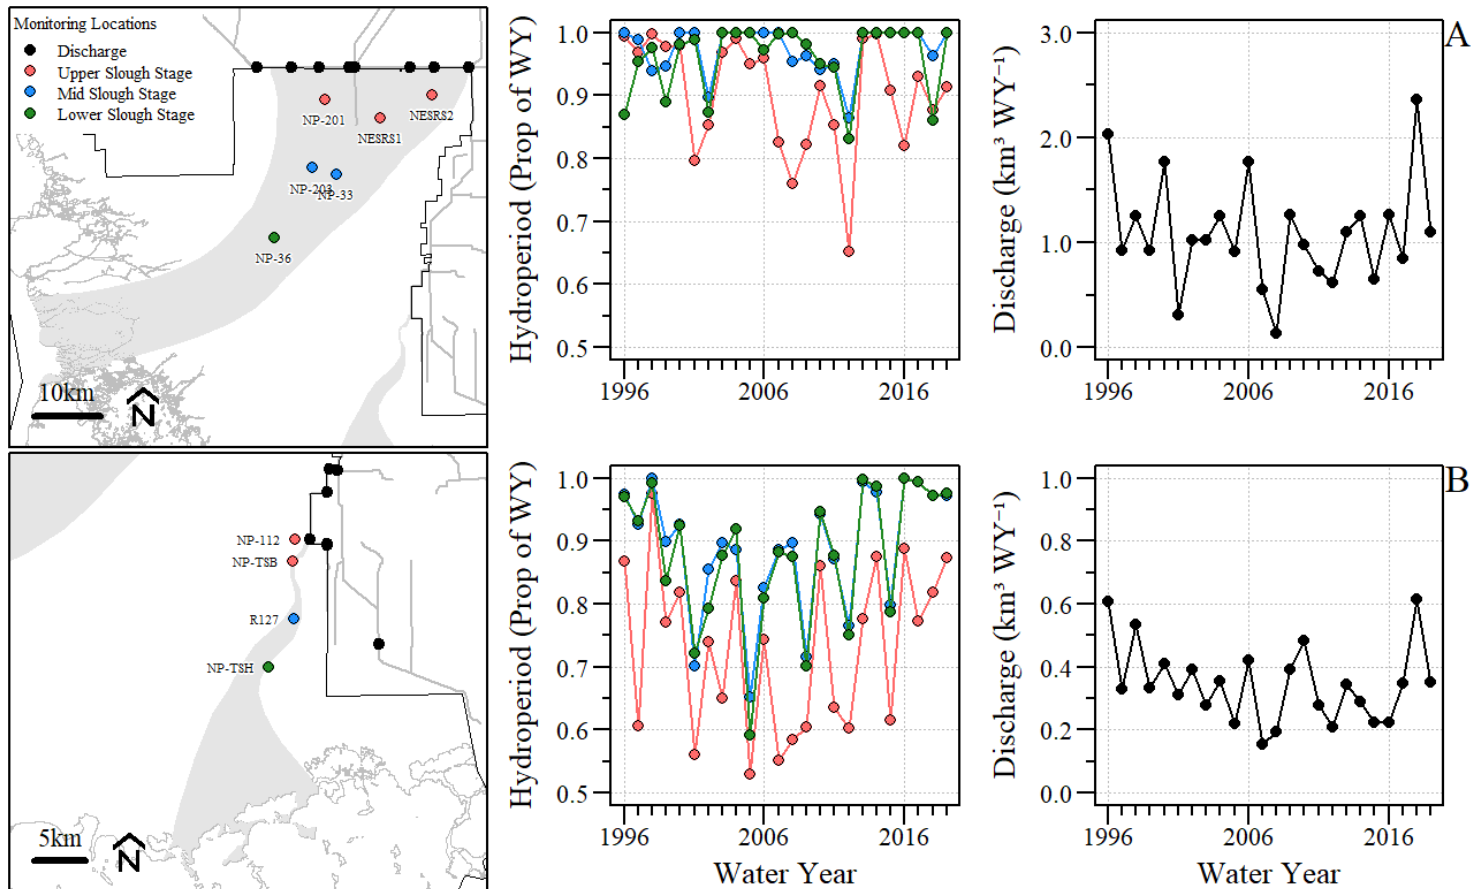 Monitoring Locations
Discharge
Upper Slough Stage
Mid Slough Stage
Lower Slough Stage
NP-201
NESRS1
NESRS2
NP-203
NP-33
NP-36
10km
N
Hydroperiod (Prop of WY)
1.0
0.9
0.8
0.7
0.6
0.5
1996
2006
2016
Discharge (km³ WY⁻¹)
3.0
2.0
1.0
0.0
1996
2006
2016
A
NP-112
NP-TSB
R127
NP-TSH
5km
N
Hydroperiod (Prop of WY)
1.0
0.9
0.8
0.7
0.6
0.5
1996
2006
2016
Water Year
Discharge (km³ WY⁻¹)
1.0
0.8
0.6
0.4
0.2
0.0
1996
2006
2016
Water Year
B